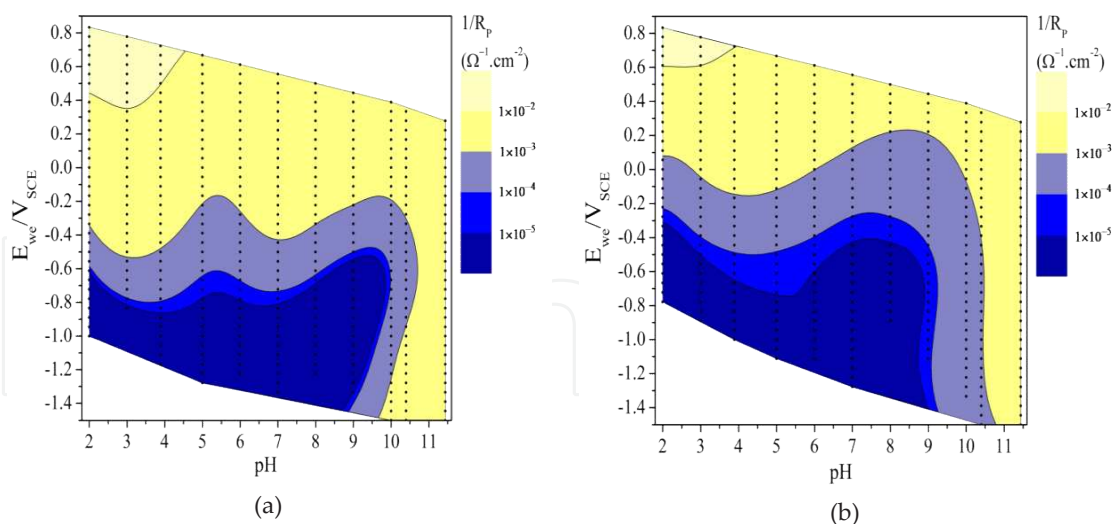 0.8
0.6
0.4
0.2
0.0
-0.2
-0.4
-0.6
-0.8
-1.0
-1.2
-1.4
E_we/V_SCE
2 3 4 5 6 7 8 9 10 11
pH
1/R_P
(Ω⁻¹.cm⁻²)
1×10⁻²
1×10⁻³
1×10⁻⁴
1×10⁻⁵
(a)
0.8
0.6
0.4
0.2
0.0
-0.2
-0.4
-0.6
-0.8
-1.0
-1.2
-1.4
E_we/V_SCE
2 3 4 5 6 7 8 9 10 11
pH
1/R_P
(Ω⁻¹.cm⁻²)
1×10⁻²
1×10⁻³
1×10⁻⁴
1×10⁻⁵
(b)